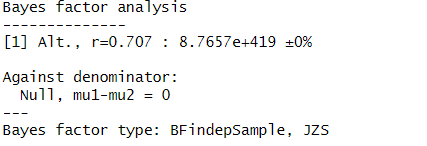 Bayes factor analysis
--------------
[1] Alt., r=0.707 : 8.7657e+419 ±0%

Against denominator:
  Null, mu1-mu2 = 0
---
Bayes factor type: BFindepSample, JZS